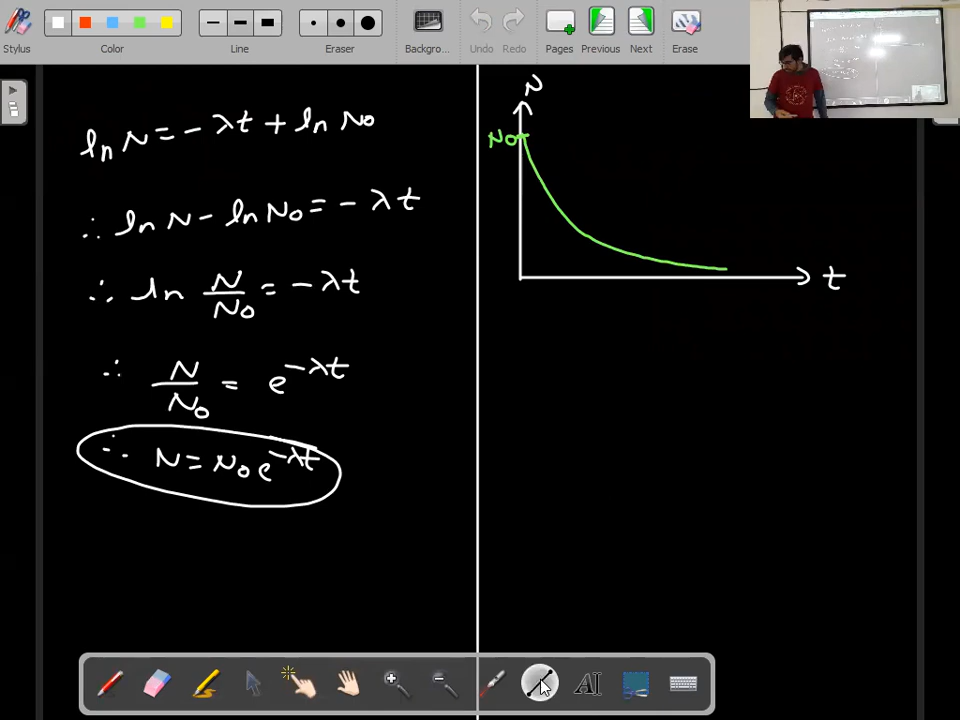 Stylus
Color
Line
Eraser
Backgro...
Undo
Redo
Pages
Previous
Next
Erase
ln N = - λt + ln N₀
∴ ln N - ln N₀ = - λt
∴ ln N/N₀ = - λt
∴ N/N₀ = e^{-λt}
∴ N = N₀ e^{-λt}
N
N₀
t
AI